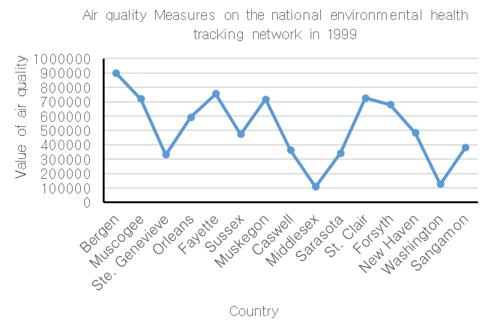 Air quality Measures on the national environmental health
tracking network in 1999
Value of air quality
1000000
900000
800000
700000
600000
500000
400000
300000
200000
100000
0
Bergen
Muscogee
Ste. Genevieve
Orleans
Fayette
Sussex
Muskegon
Caswell
Middlesex
Sarasota
St. Clair
Forsyth
New Haven
Washington
Sangamon
Country